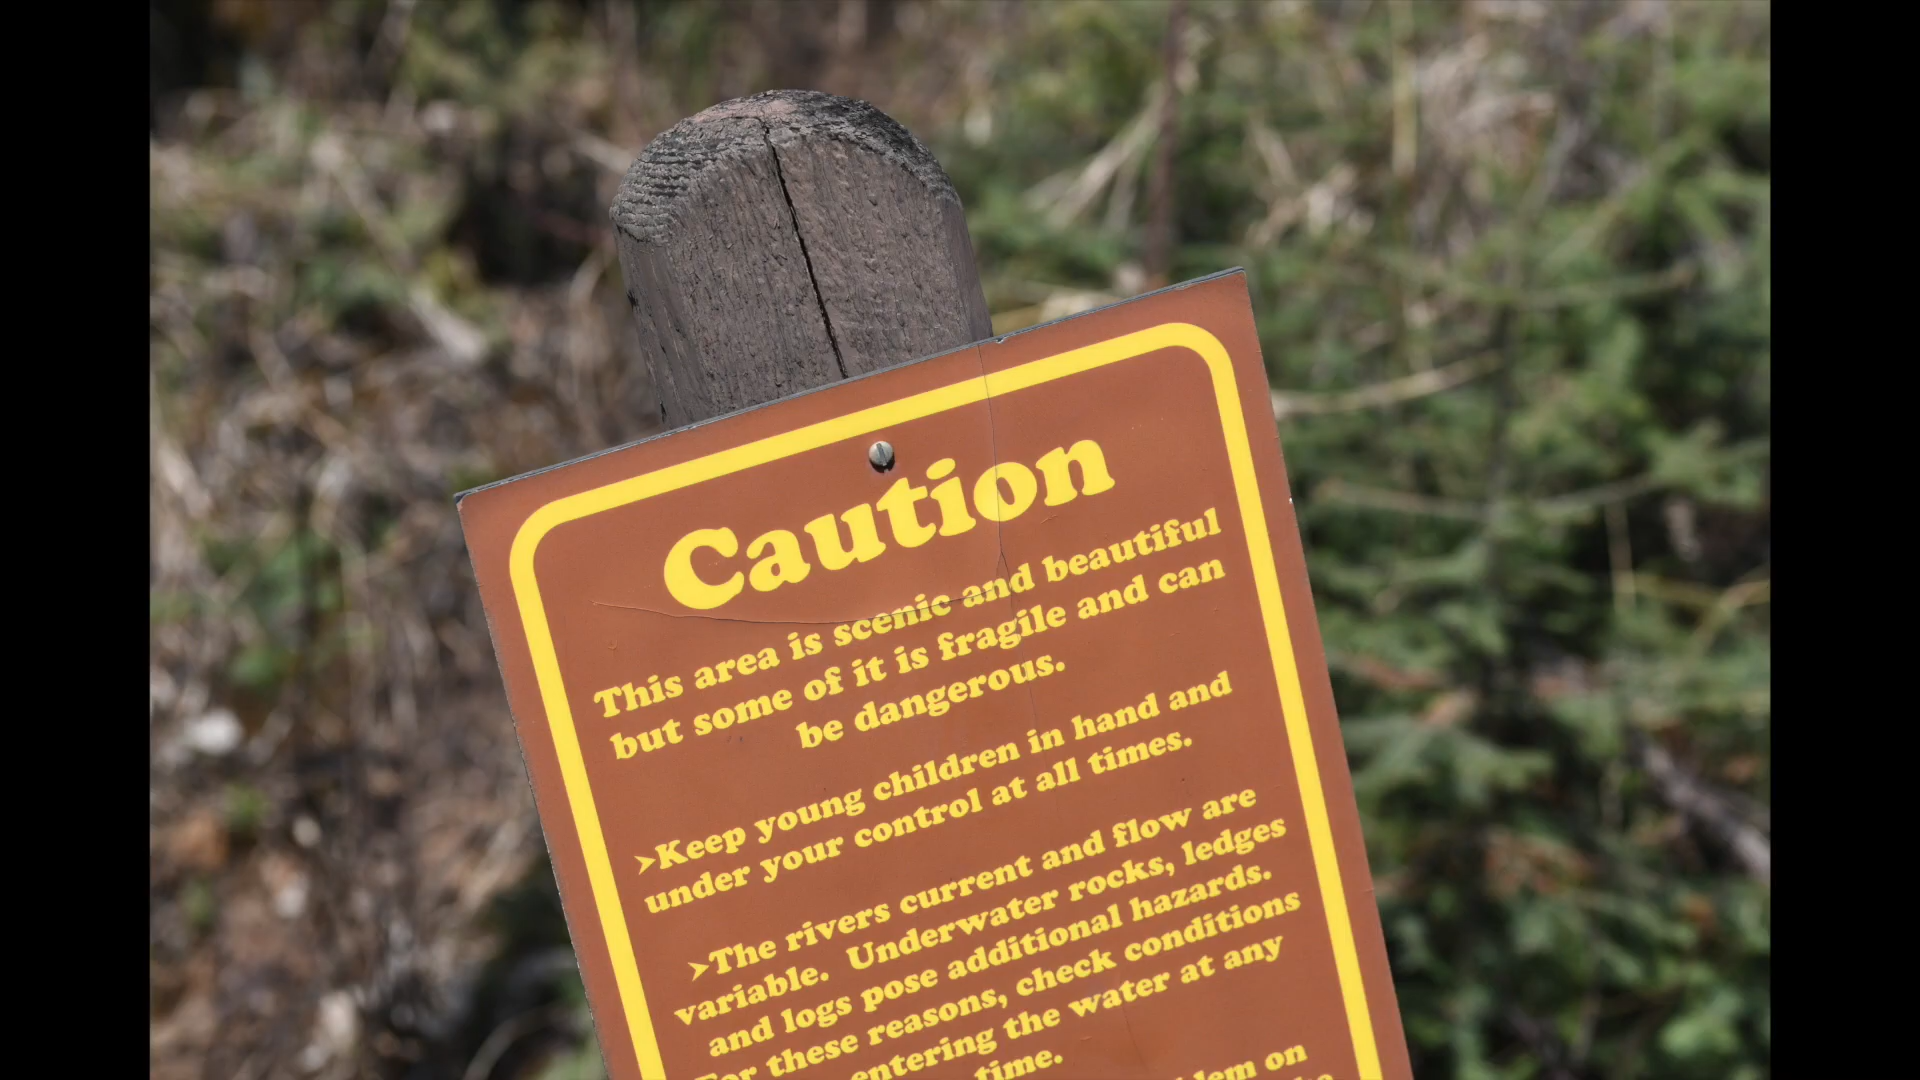 Caution
This area is scenic and beautiful
but some of it is fragile and can
be dangerous.
➢Keep young children in hand and
under your control at all times.
➢The rivers current and flow are
variable. Underwater rocks, ledges
and logs pose additional hazards.
For these reasons, check conditions
entering the water at any
time.
on